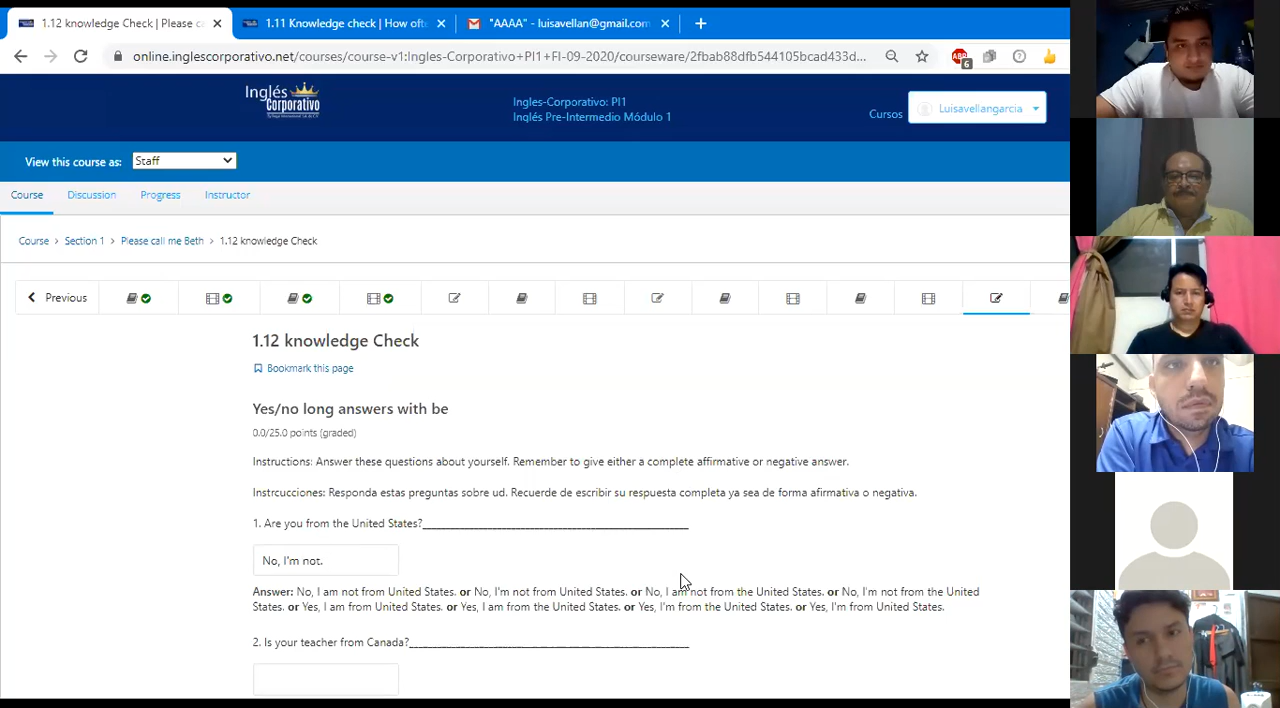 1.12 knowledge Check | Please c
1.11 Knowledge check | How oft
"AAAA" - luisavellan@gmail.com
online.inglescorporativo.net/courses/course-v1:Ingles-Corporativo+PI1+FI-09-2020/courseware/2fbab88dfb544105bcad433d...
ABP
6
Inglés
Corporativo
Ingles-Corporativo: PI1
Inglés Pre-Intermedio Módulo 1
Cursos
Luisavellangarcia
View this course as:
Staff
Course
Discussion
Progress
Instructor
Course > Section 1 > Please call me Beth > 1.12 knowledge Check
Previous
1.12 knowledge Check
Bookmark this page
Yes/no long answers with be
0.0/25.0 points (graded)
Instructions: Answer these questions about yourself. Remember to give either a complete affirmative or negative answer.
Instrcucciones: Responda estas preguntas sobre ud. Recuerde de escribir su respuesta completa ya sea de forma afirmativa o negativa.
1. Are you from the United States?
No, I'm not.
Answer: No, I am not from United States. or No, I'm not from United States. or No, I am not from the United States. or No, I'm not from the United
States. or Yes, I am from United States. or Yes, I am from the United States. or Yes, I'm from the United States. or Yes, I'm from United States.
2. Is your teacher from Canada?